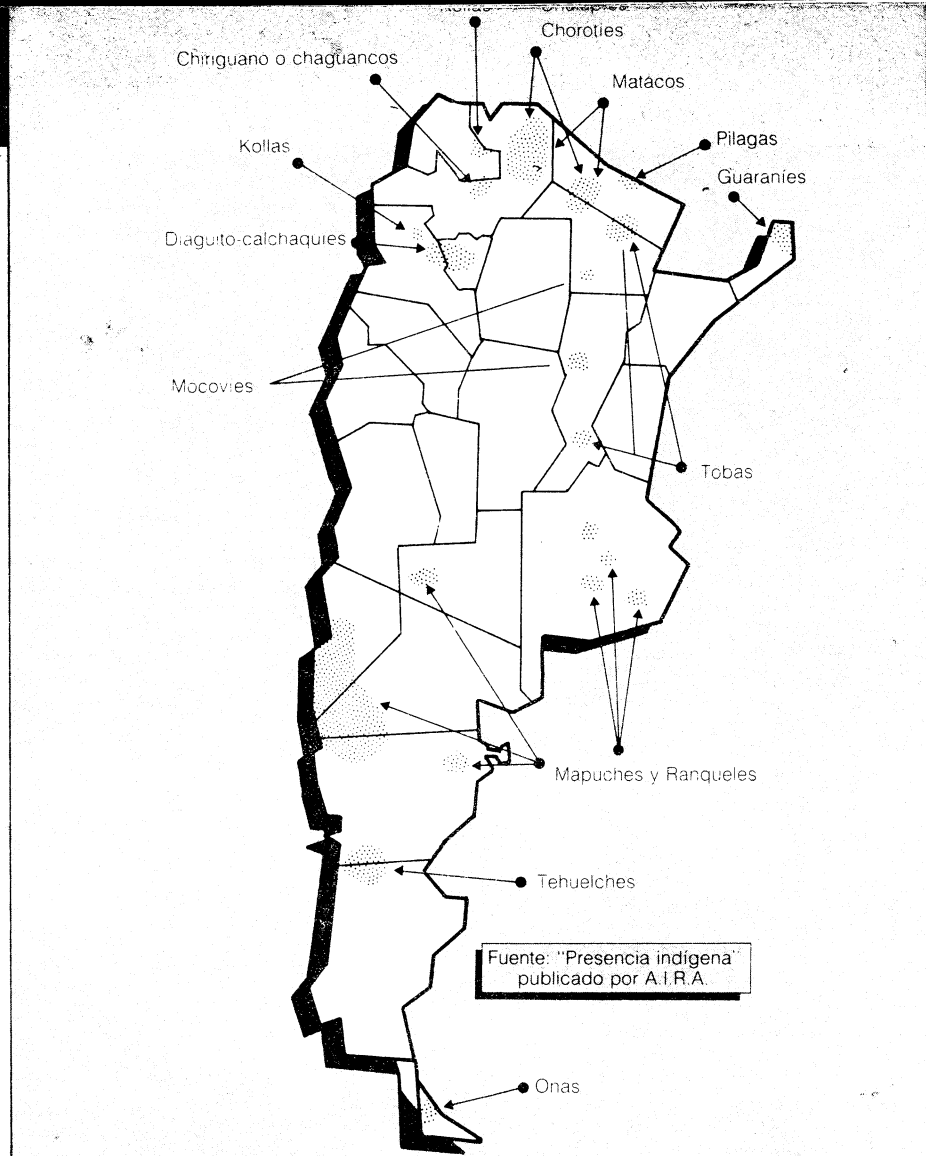 Choroties
Chiriguano o chaguancos
Matacos
Kollas
Pilagas
Guaraníes
Diaguito-calchaquies
Mocovies
Tobas
Mapuches y Ranqueles
Tehuelches
Fuente: "Presencia indígena"
publicado por A.I.R.A.
Onas